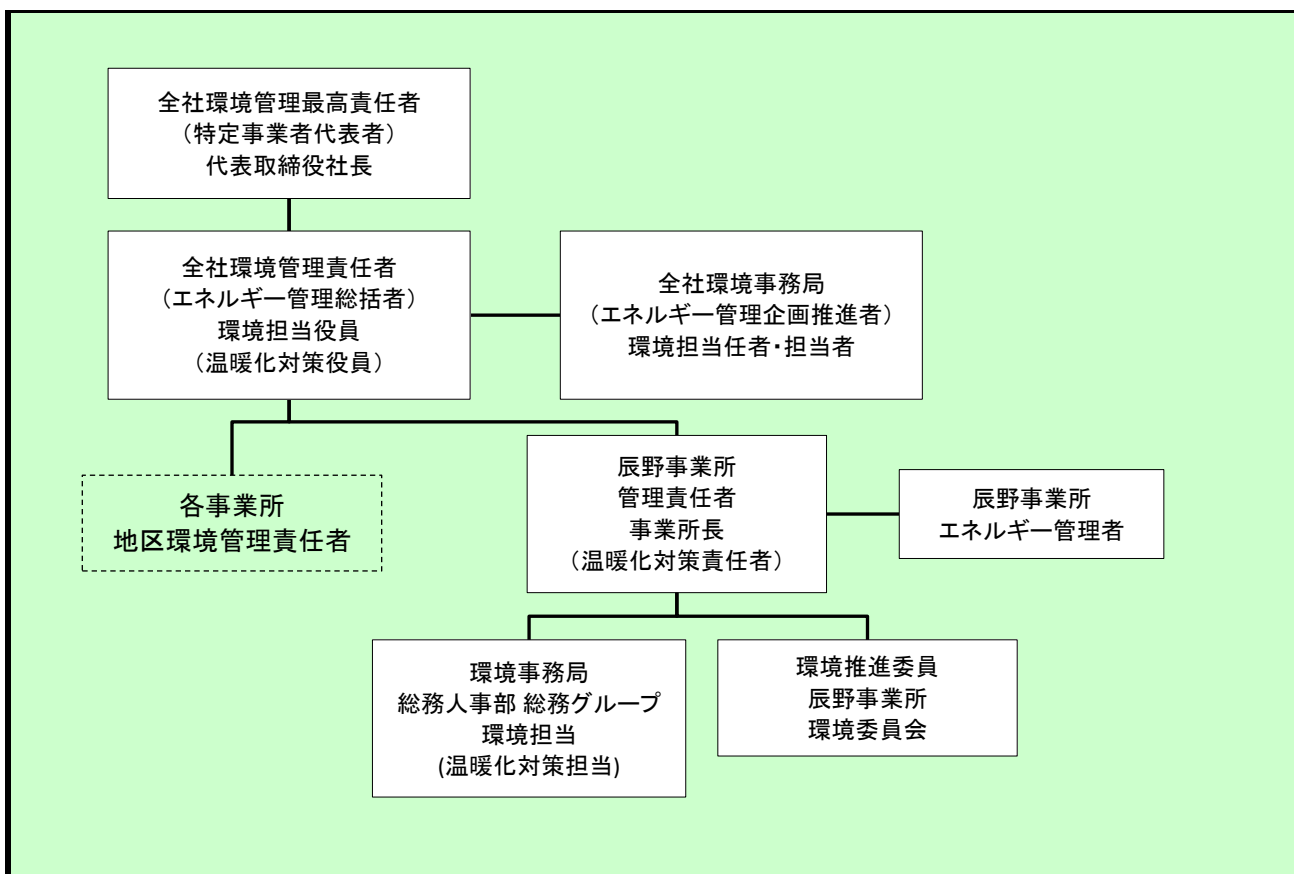 全社環境管理最高責任者
（特定事業者代表者）
代表取締役社長
全社環境管理責任者
（エネルギー管理総括者）
環境担当役員
（温暖化対策役員）
全社環境事務局
（エネルギー管理企画推進者）
環境担当任者・担当者
各事業所
地区環境管理責任者
辰野事業所
管理責任者
事業所長
（温暖化対策責任者）
辰野事業所
エネルギー管理者
環境事務局
総務人事部 総務グループ
環境担当
(温暖化対策担当)
環境推進委員
辰野事業所
環境委員会